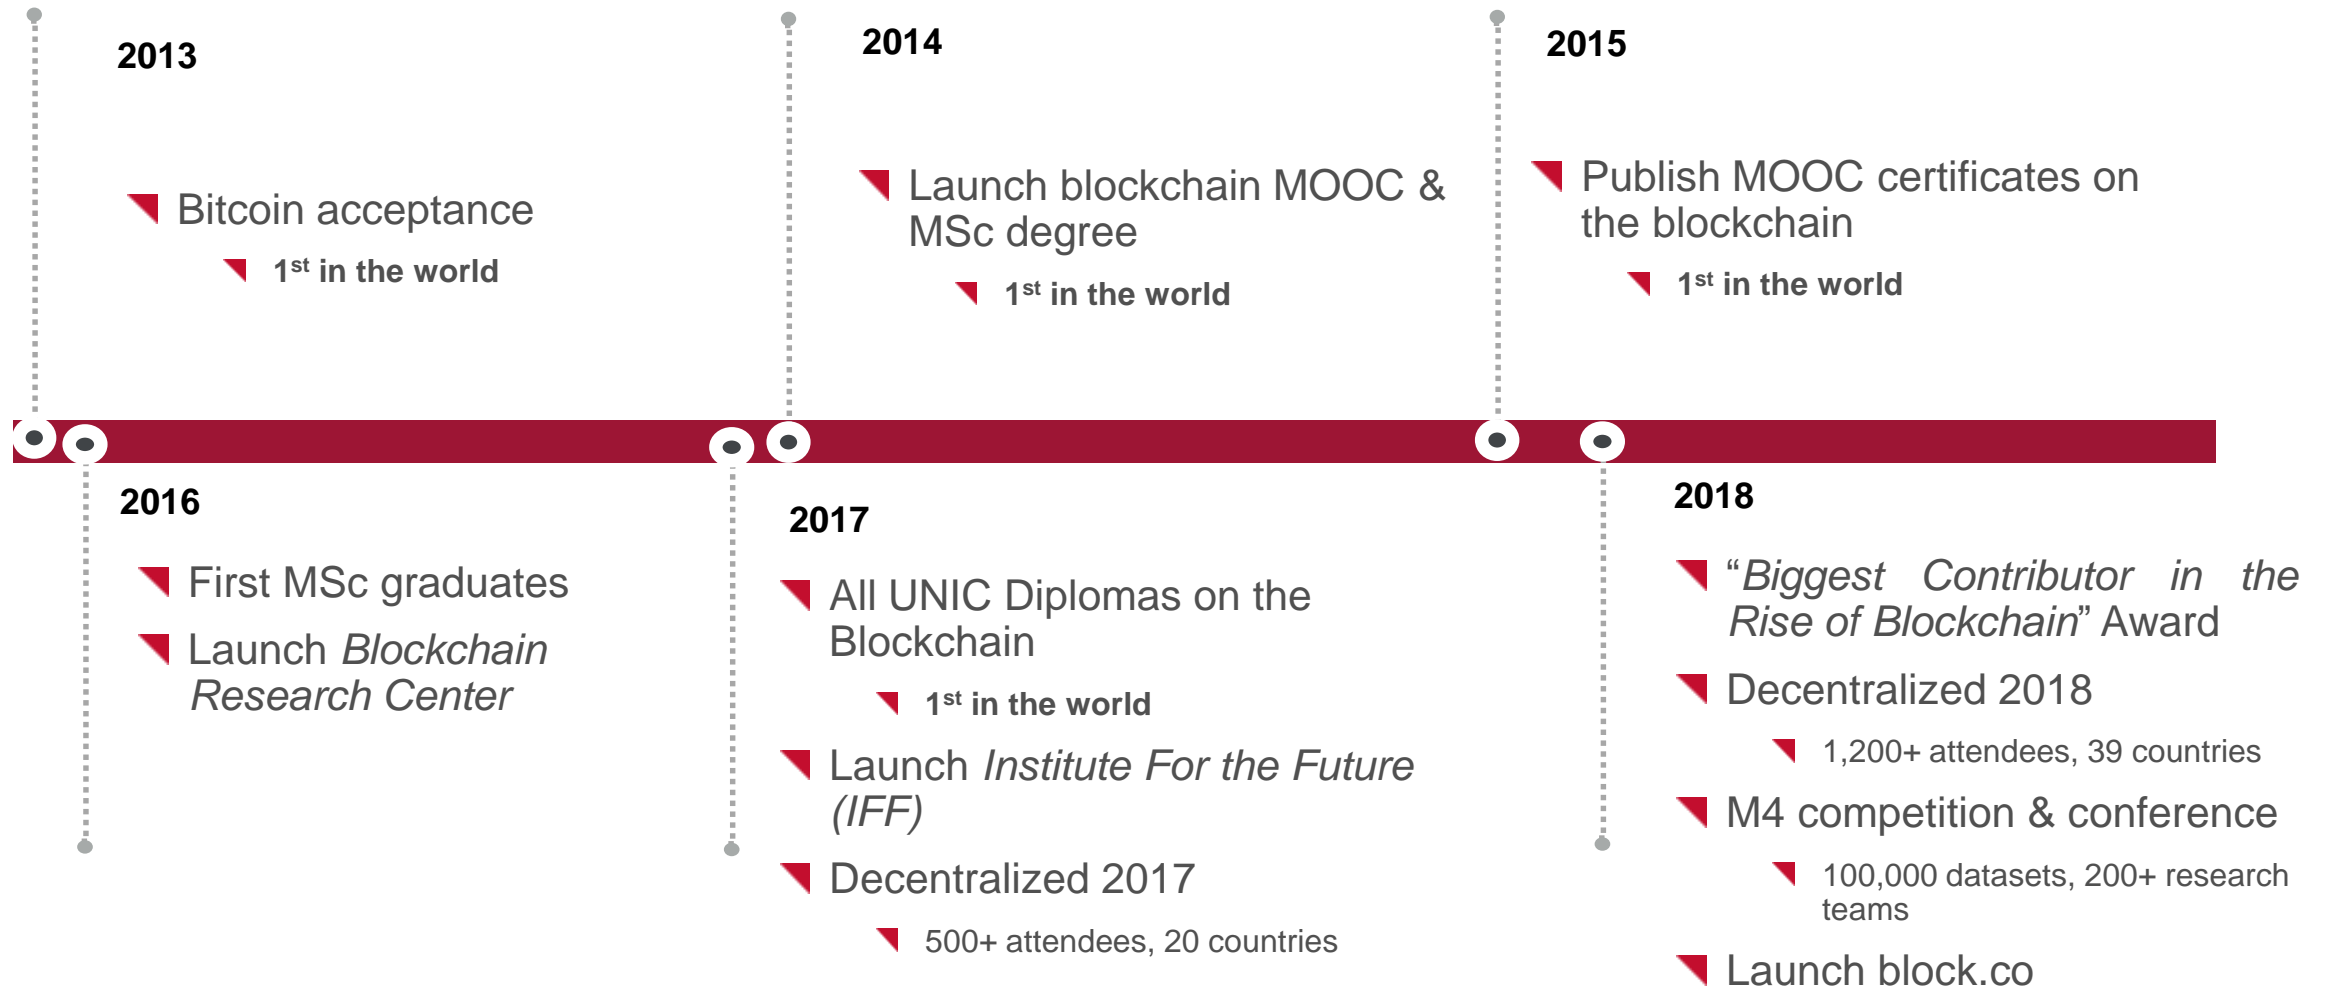 2013
Bitcoin acceptance
1st in the world
2014
Launch blockchain MOOC &
MSc degree
1st in the world
2015
Publish MOOC certificates on
the blockchain
1st in the world
2016
First MSc graduates
Launch Blockchain
Research Center
2017
All UNIC Diplomas on the
Blockchain
1st in the world
Launch Institute For the Future
(IFF)
Decentralized 2017
500+ attendees, 20 countries
2018
“Biggest Contributor in the
Rise of Blockchain” Award
Decentralized 2018
1,200+ attendees, 39 countries
M4 competition & conference
100,000 datasets, 200+ research
teams
Launch block.co